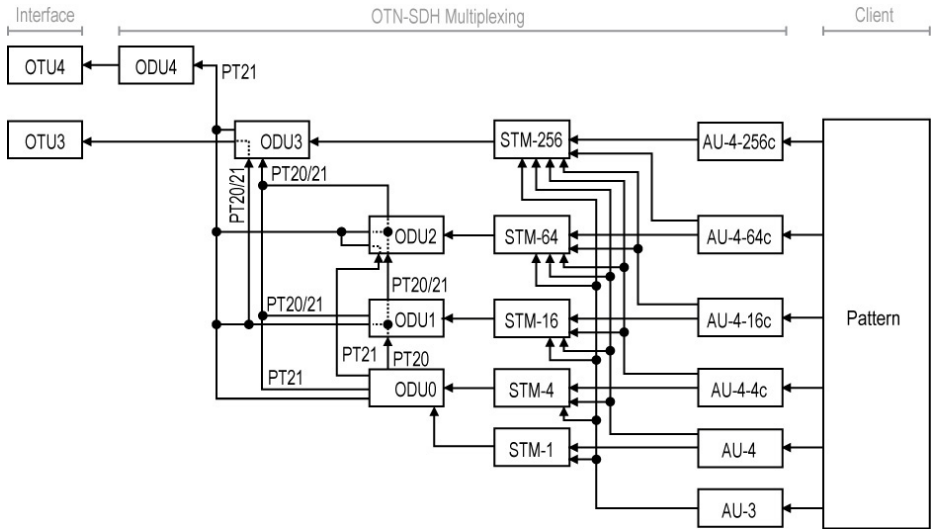 Interface
OTN-SDH Multiplexing
Client
OTU4
ODU4
PT21
OTU3
ODU3
STM-256
AU-4-256c
PT20/21
PT20/21
ODU2
STM-64
AU-4-64c
PT20/21
PT20/21
ODU1
STM-16
AU-4-16c
Pattern
PT21
PT20
PT21
ODU0
STM-4
AU-4-4c
STM-1
AU-4
AU-3